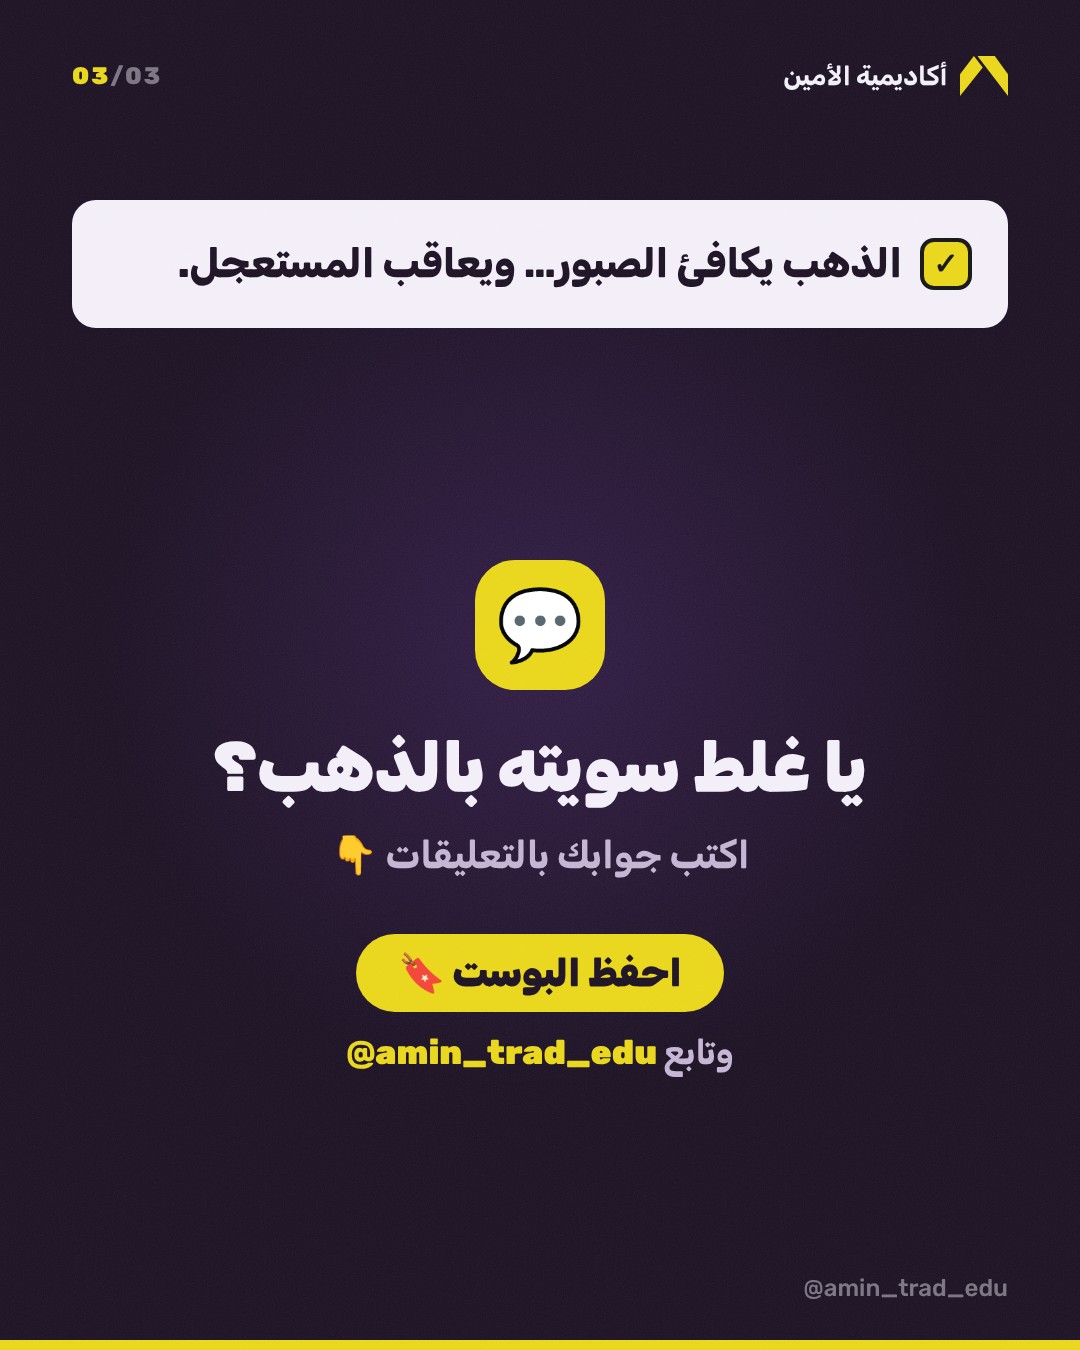 أكاديمية الأمين
03/03
✓ الذهب يكافئ الصبور... ويعاقب المستعجل.
يا غلط سويته بالذهب؟
اكتب جوابك بالتعليقات 👇
احفظ البوست 🔖
وتابع @amin_trad_edu
@amin_trad_edu